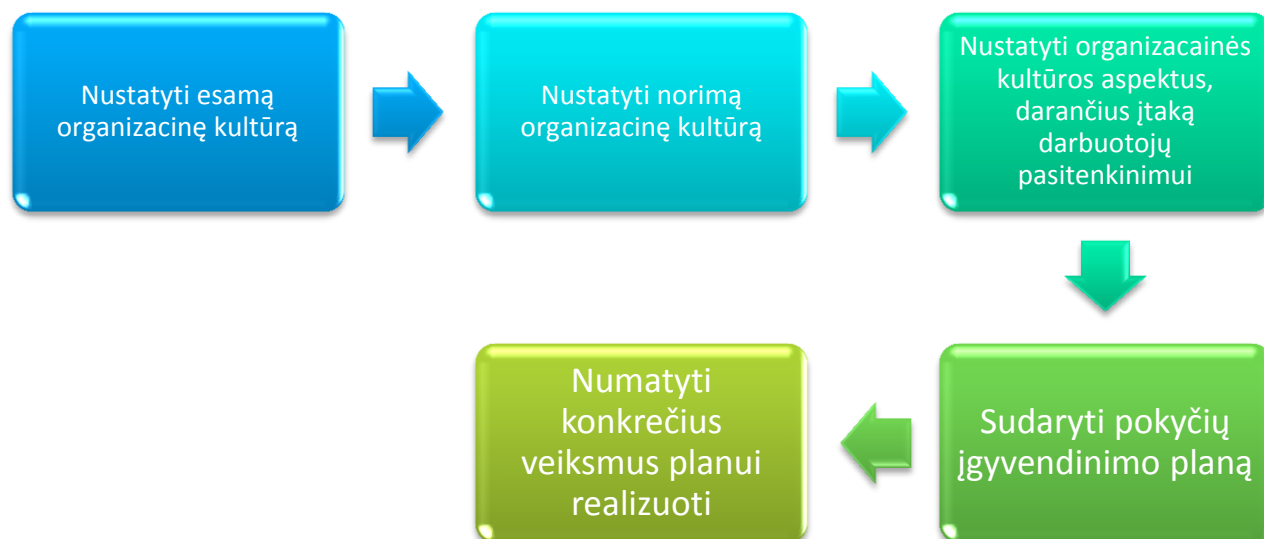 Nustatyti esamą
organizacinę kultūrą
Nustatyti norimą
organizacinę kultūrą
Nustatyti organizacainės
kultūros aspektus,
darančius įtaką
darbuotojų
pasitenkinimui
Sudaryti pokyčių
įgyvendinimo planą
Numatyti
konkrečius
veiksmus planui
realizuoti